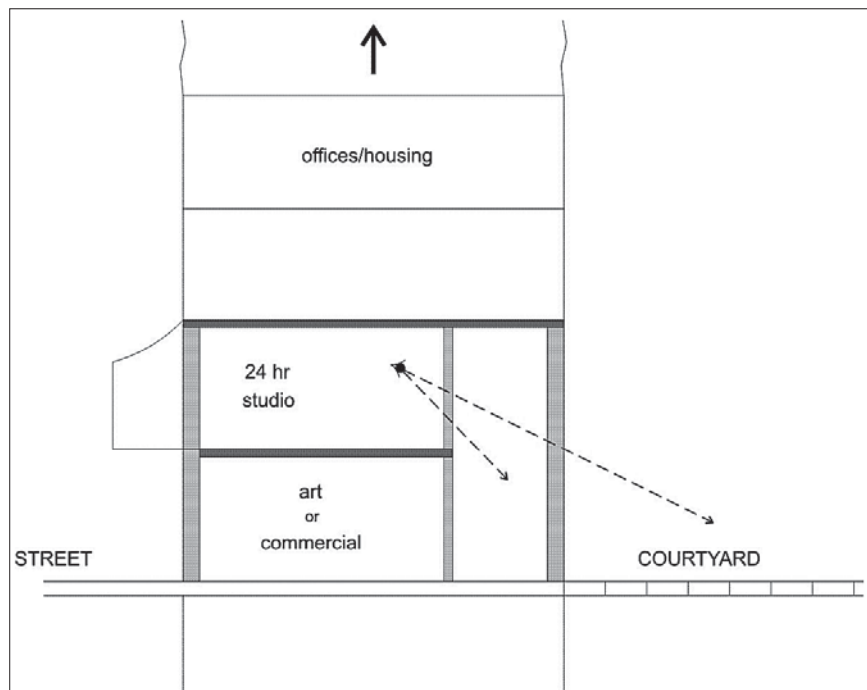 offices/housing
24 hr
studio
art
or
commercial
STREET
COURTYARD